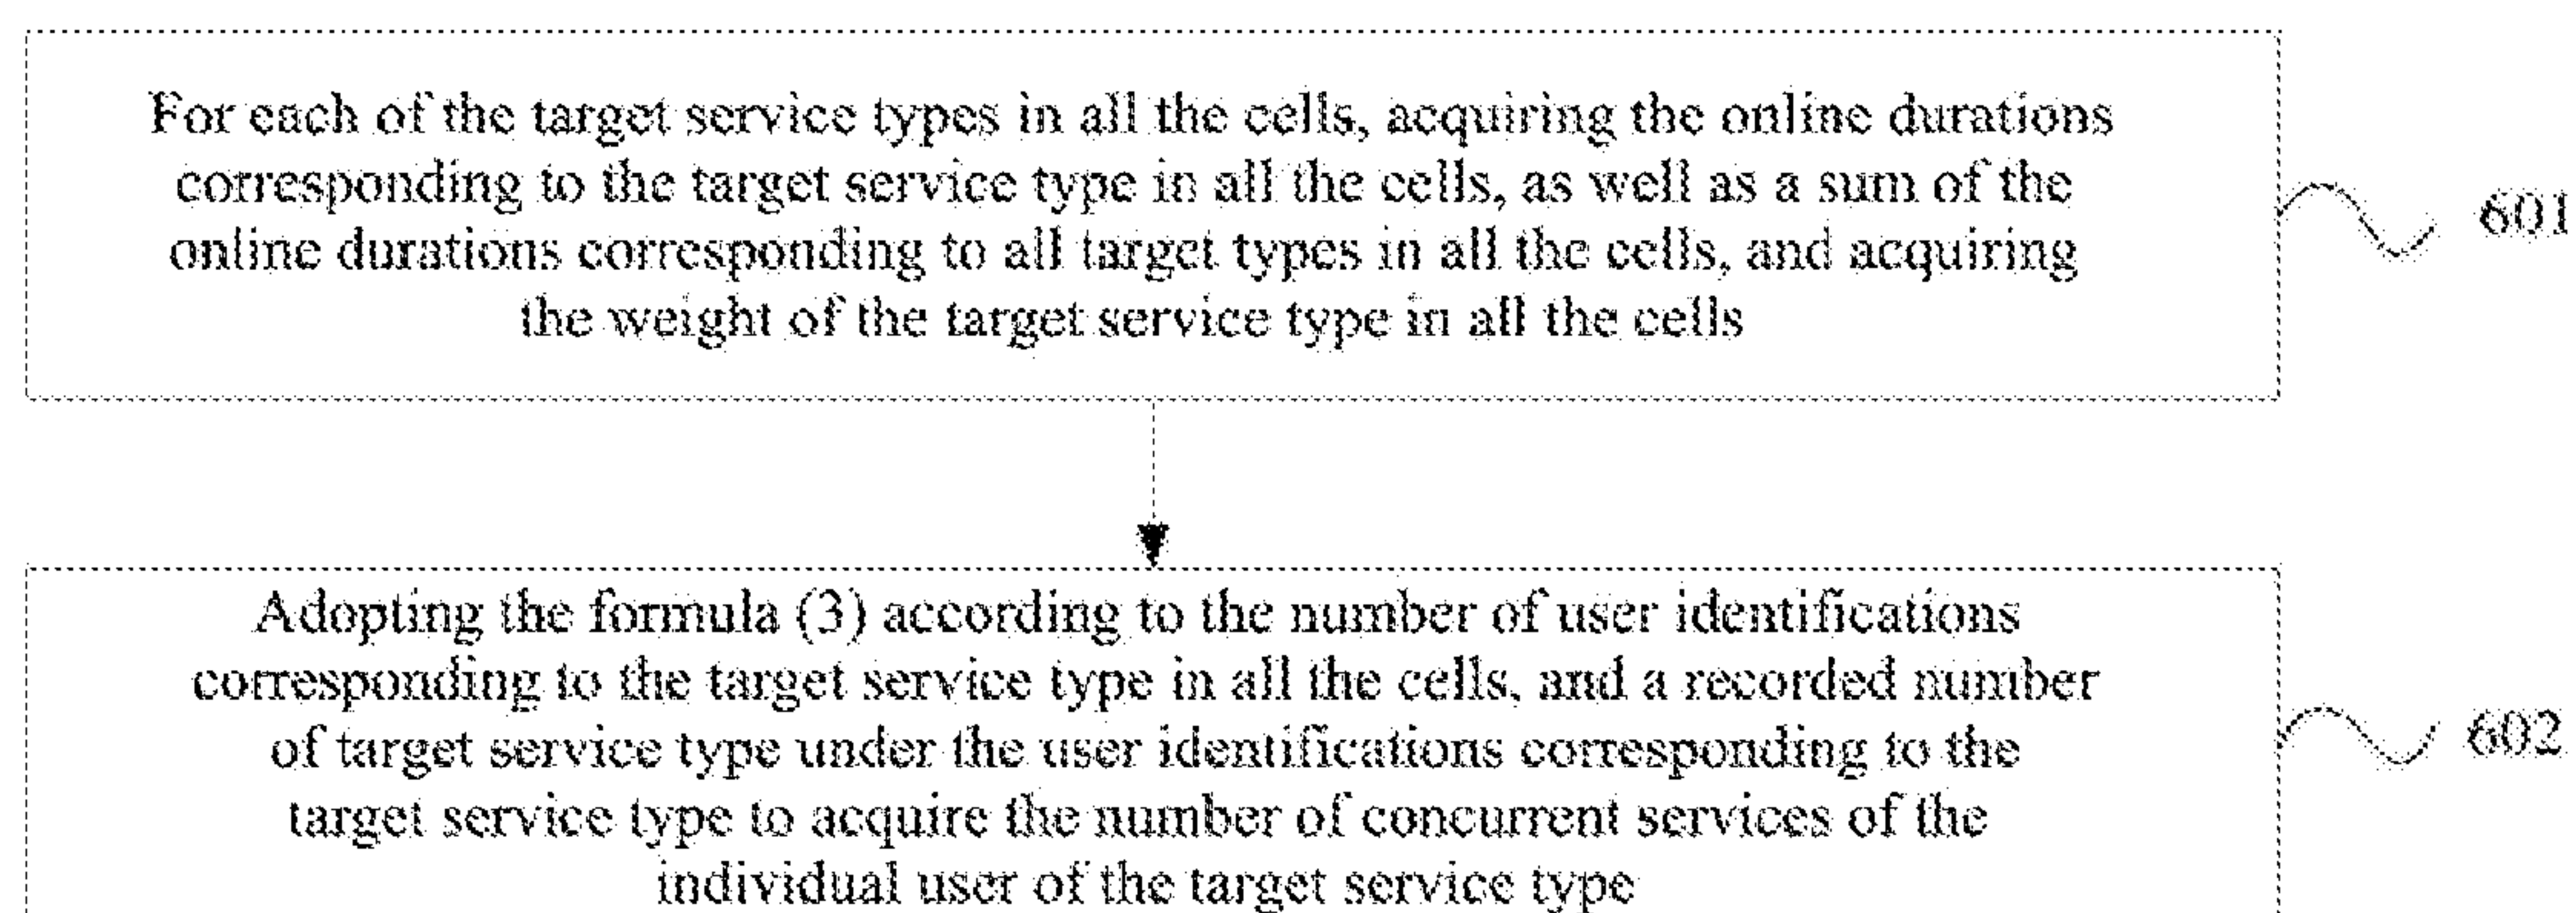 For each of the target service types in all the cells, acquiring the online durations
corresponding to the target service type in all the cells, as well as a sum of the
online durations corresponding to all target types in all the cells, and acquiring
the weight of the target service type in all the cells
601
Adopting the formula (3) according to the number of user identifications
corresponding to the target service type in all the cells, and a recorded number
of target service type under the user identifications corresponding to the
target service type to acquire the number of concurrent services of the
individual user of the target service type
602